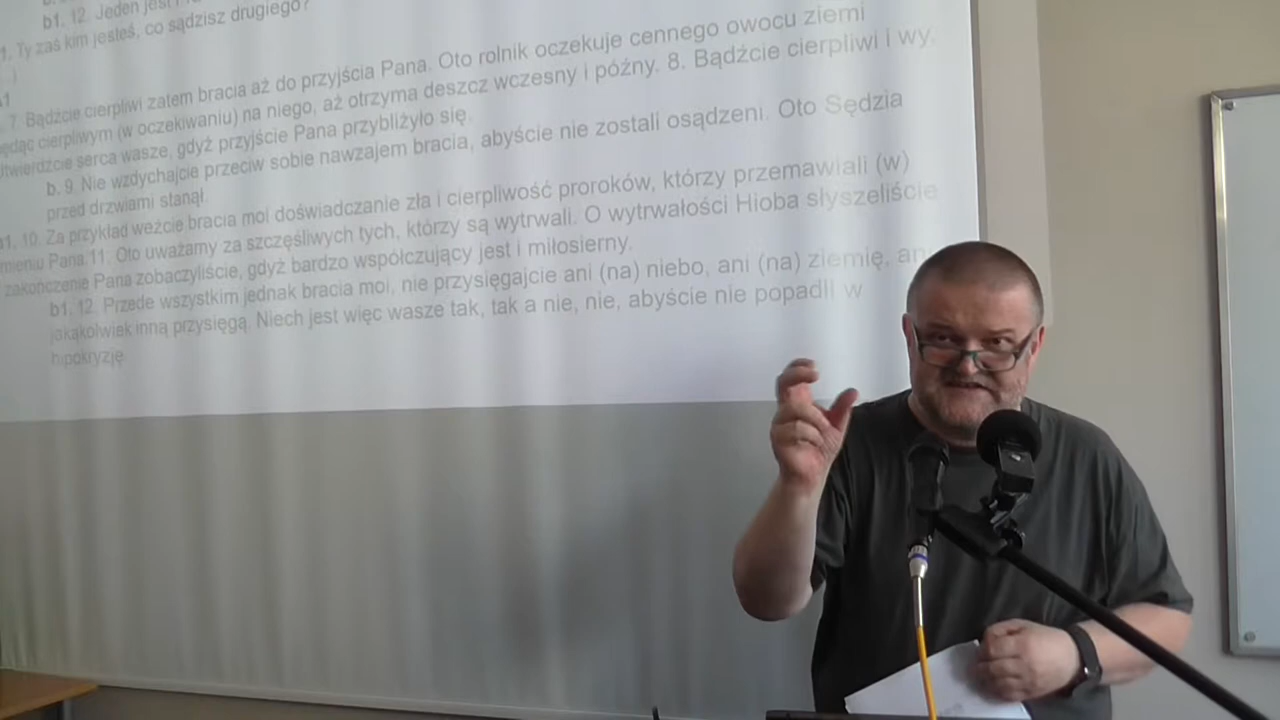 b1. 12. Jeden jest
1. Ty zaś kim jesteś, co sądzisz drugiego?
7. Bądźcie cierpliwi zatem bracia aż do przyjścia Pana. Oto rolnik oczekuje cennego owocu ziemi
będąc cierpliwym (w oczekiwaniu) na niego, aż otrzyma deszcz wczesny i późny. 8. Bądźcie cierpliwi i wy.
Utwierdźcie serca wasze, gdyż przyjście Pana przybliżyło się.
b. 9. Nie wzdychajcie przeciw sobie nawzajem bracia, abyście nie zostali osądzeni. Oto Sędzia
przed drzwiami stanął.
a1. 10. Za przykład weźcie bracia moi doświadczanie zła i cierpliwość proroków, którzy przemawiali (w)
mieniu Pana.11. Oto uważamy za szczęśliwych tych, którzy są wytrwali. O wytrwałości Hioba słyszeliście
zakończenie Pana zobaczyliście, gdyż bardzo współczujący jest i miłosierny.
b1. 12. Przede wszystkim jednak bracia moi, nie przysięgajcie ani (na) niebo, ani (na) ziemię, ani
jakąkolwiek inną przysięgą. Niech jest więc wasze tak, tak a nie, nie, abyście nie popadli w
hipokryzję.